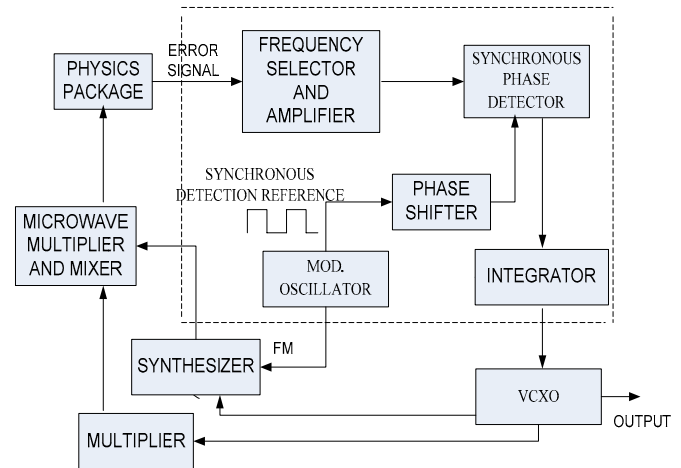 ERROR
SIGNAL
PHYSICS
PACKAGE
FREQUENCY
SELECTOR
AND
AMPLIFIER
SYNCHRONOUS
PHASE
DETECTOR
SYNCHRONOUS
DETECTION REFERENCE
PHASE
SHIFTER
MICROWAVE
MULTIPLIER
AND MIXER
MOD.
OSCILLATOR
INTEGRATOR
FM
SYNTHESIZER
VCXO
OUTPUT
MULTIPLIER